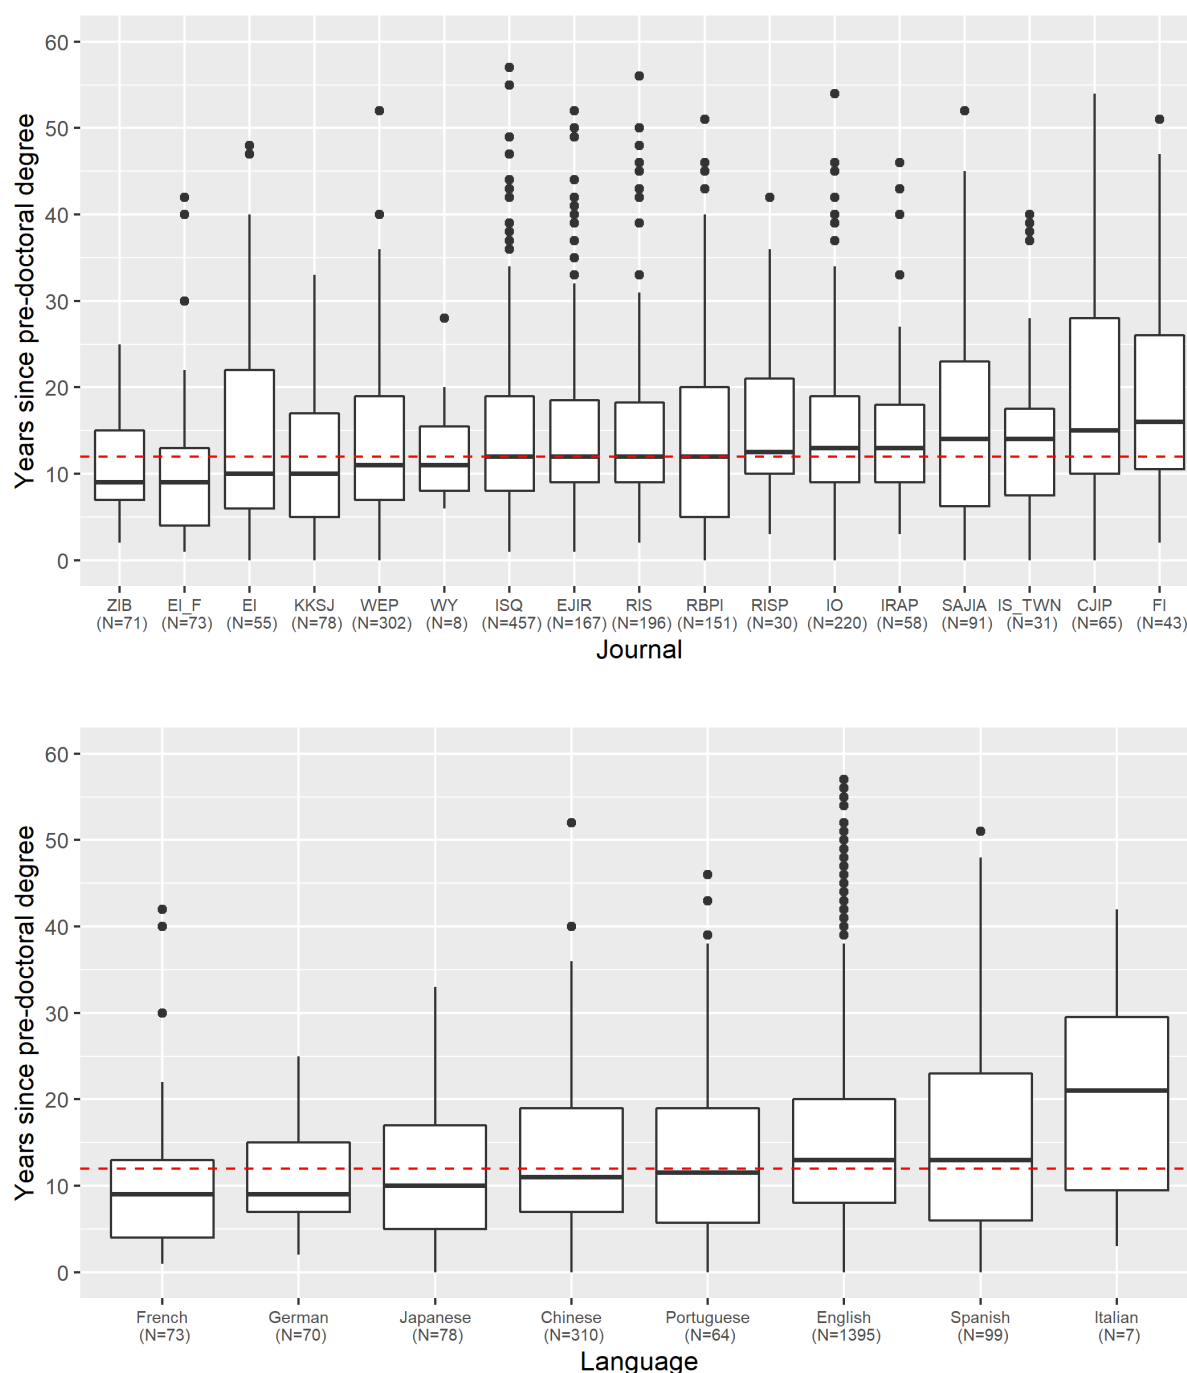 Years since pre-doctoral degree
60
50
40
30
20
10
0
ZIB EI_F EI KKSJ WEP WY ISQ EJIR RIS RBPI RISP IO IRAP SAJIA IS_TWN CJIP FI
(N=71) (N=73) (N=55) (N=78) (N=302) (N=8) (N=457) (N=167) (N=196) (N=151) (N=30) (N=220) (N=58) (N=91) (N=31) (N=65) (N=43)
Journal
Years since pre-doctoral degree
60
50
40
30
20
10
0
French German Japanese Chinese Portuguese English Spanish Italian
(N=73) (N=70) (N=78) (N=310) (N=64) (N=1395) (N=99) (N=7)
Language